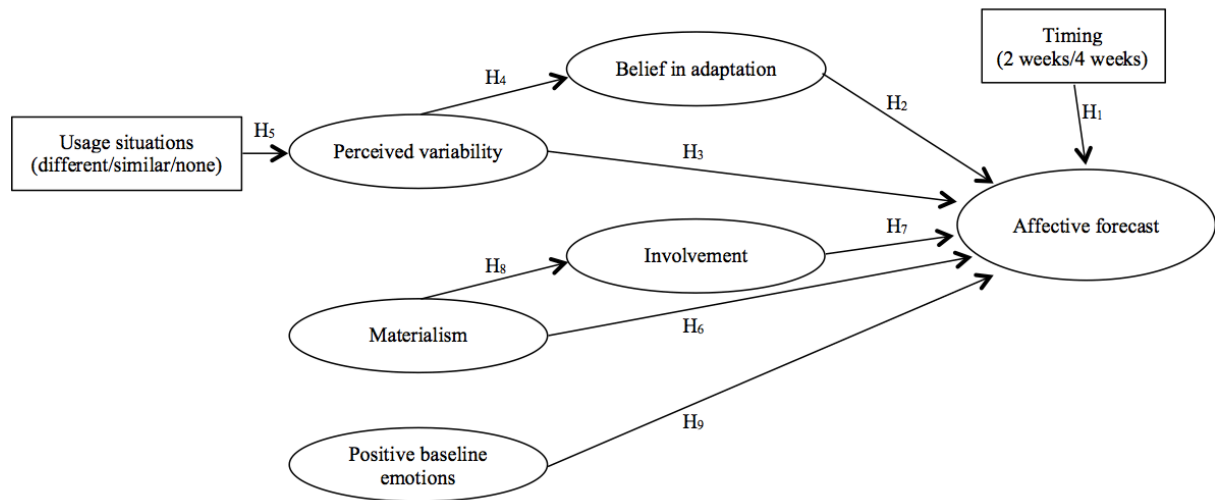 Timing
(2 weeks/4 weeks)
Belief in adaptation
H₄
H₂
H₁
H₅
Usage situations
(different/similar/none)
Perceived variability
H₃
Affective forecast
H₇
Involvement
H₈
H₆
Materialism
H₉
Positive baseline
emotions